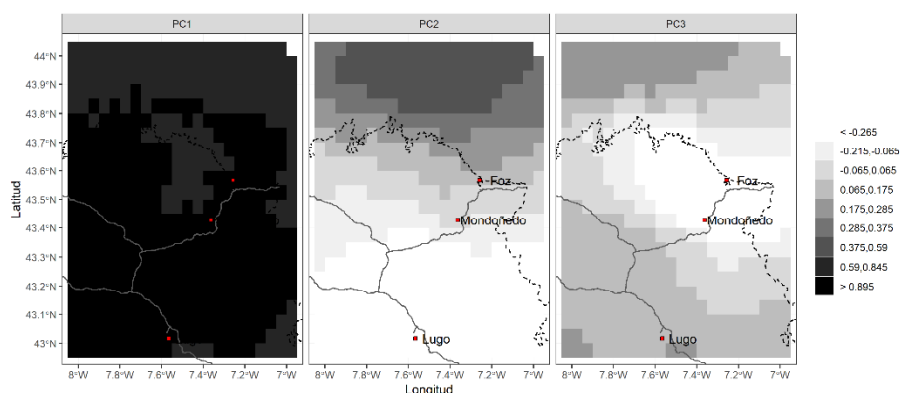 PC1
PC2
PC3
44°N
43.9°N
43.8°N
43.7°N
43.6°N
43.5°N
43.4°N
43.3°N
43.2°N
43.1°N
43°N
Latitud
Foz
Mondoñedo
Lugo
Foz
Mondoñedo
Lugo
< -0.265
-0.215,-0.065
-0.065,0.065
0.065,0.175
0.175,0.285
0.285,0.375
0.375,0.59
0.59,0.845
> 0.895
8°W 7.8°W 7.6°W 7.4°W 7.2°W 7°W
8°W 7.8°W 7.6°W 7.4°W 7.2°W 7°W
8°W 7.8°W 7.6°W 7.4°W 7.2°W 7°W
Longitud